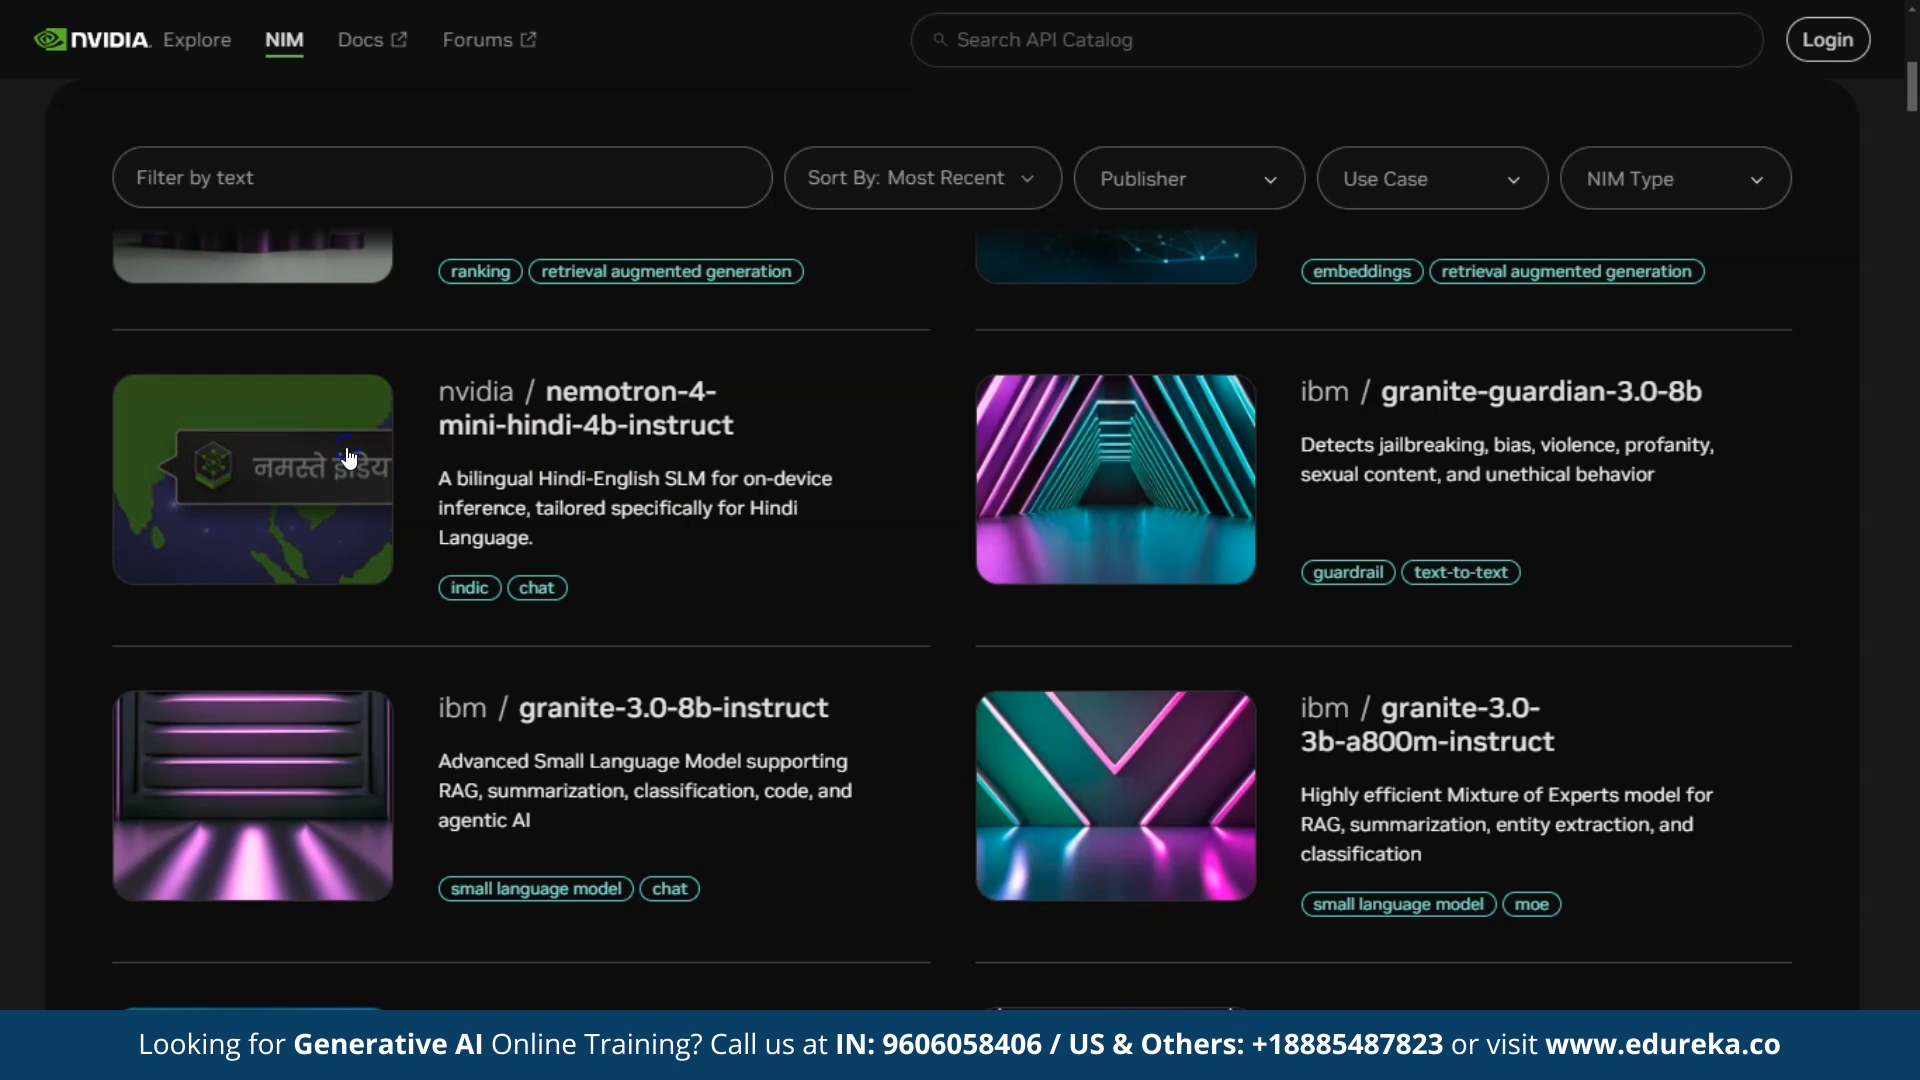 NVIDIA. Explore NIM Docs Forums Search API Catalog Login
Filter by text Sort By: Most Recent Publisher Use Case NIM Type
ranking retrieval augmented generation
embeddings retrieval augmented generation
नमस्ते इंडिय
nvidia / nemotron-4-
mini-hindi-4b-instruct
A bilingual Hindi-English SLM for on-device
inference, tailored specifically for Hindi
Language.
indic chat
ibm / granite-guardian-3.0-8b
Detects jailbreaking, bias, violence, profanity,
sexual content, and unethical behavior
guardrail text-to-text
ibm / granite-3.0-8b-instruct
Advanced Small Language Model supporting
RAG, summarization, classification, code, and
agentic AI
small language model chat
ibm / granite-3.0-
3b-a800m-instruct
Highly efficient Mixture of Experts model for
RAG, summarization, entity extraction, and
classification
small language model moe
Looking for Generative AI Online Training? Call us at IN: 9606058406 / US & Others: +18885487823 or visit www.edureka.co